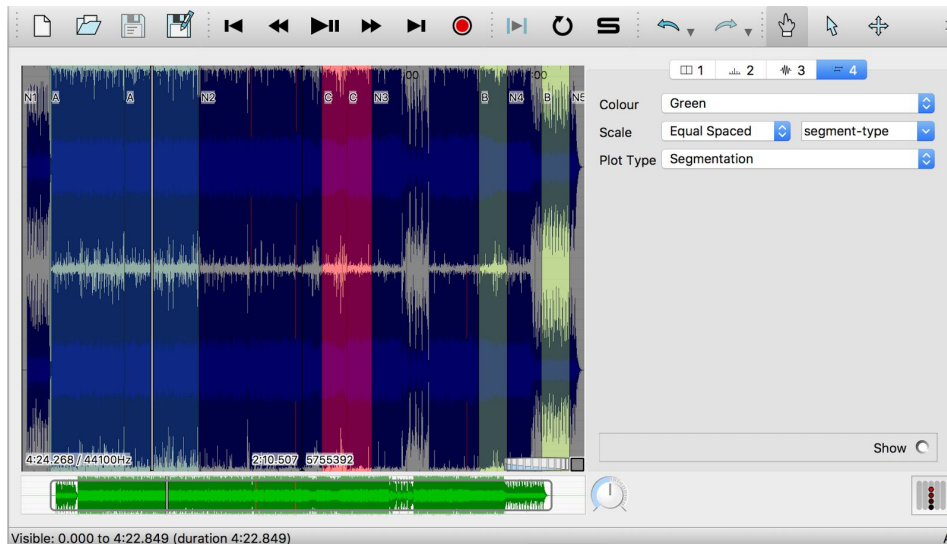 1 2 3 4
:00 :00
N1 A A N2 C C N3 B N4 B N5
Colour Green
Scale Equal Spaced segment-type
Plot Type Segmentation
4:24.268 / 44100Hz 2:10.507 5755392
Show
Visible: 0.000 to 4:22.849 (duration 4:22.849)